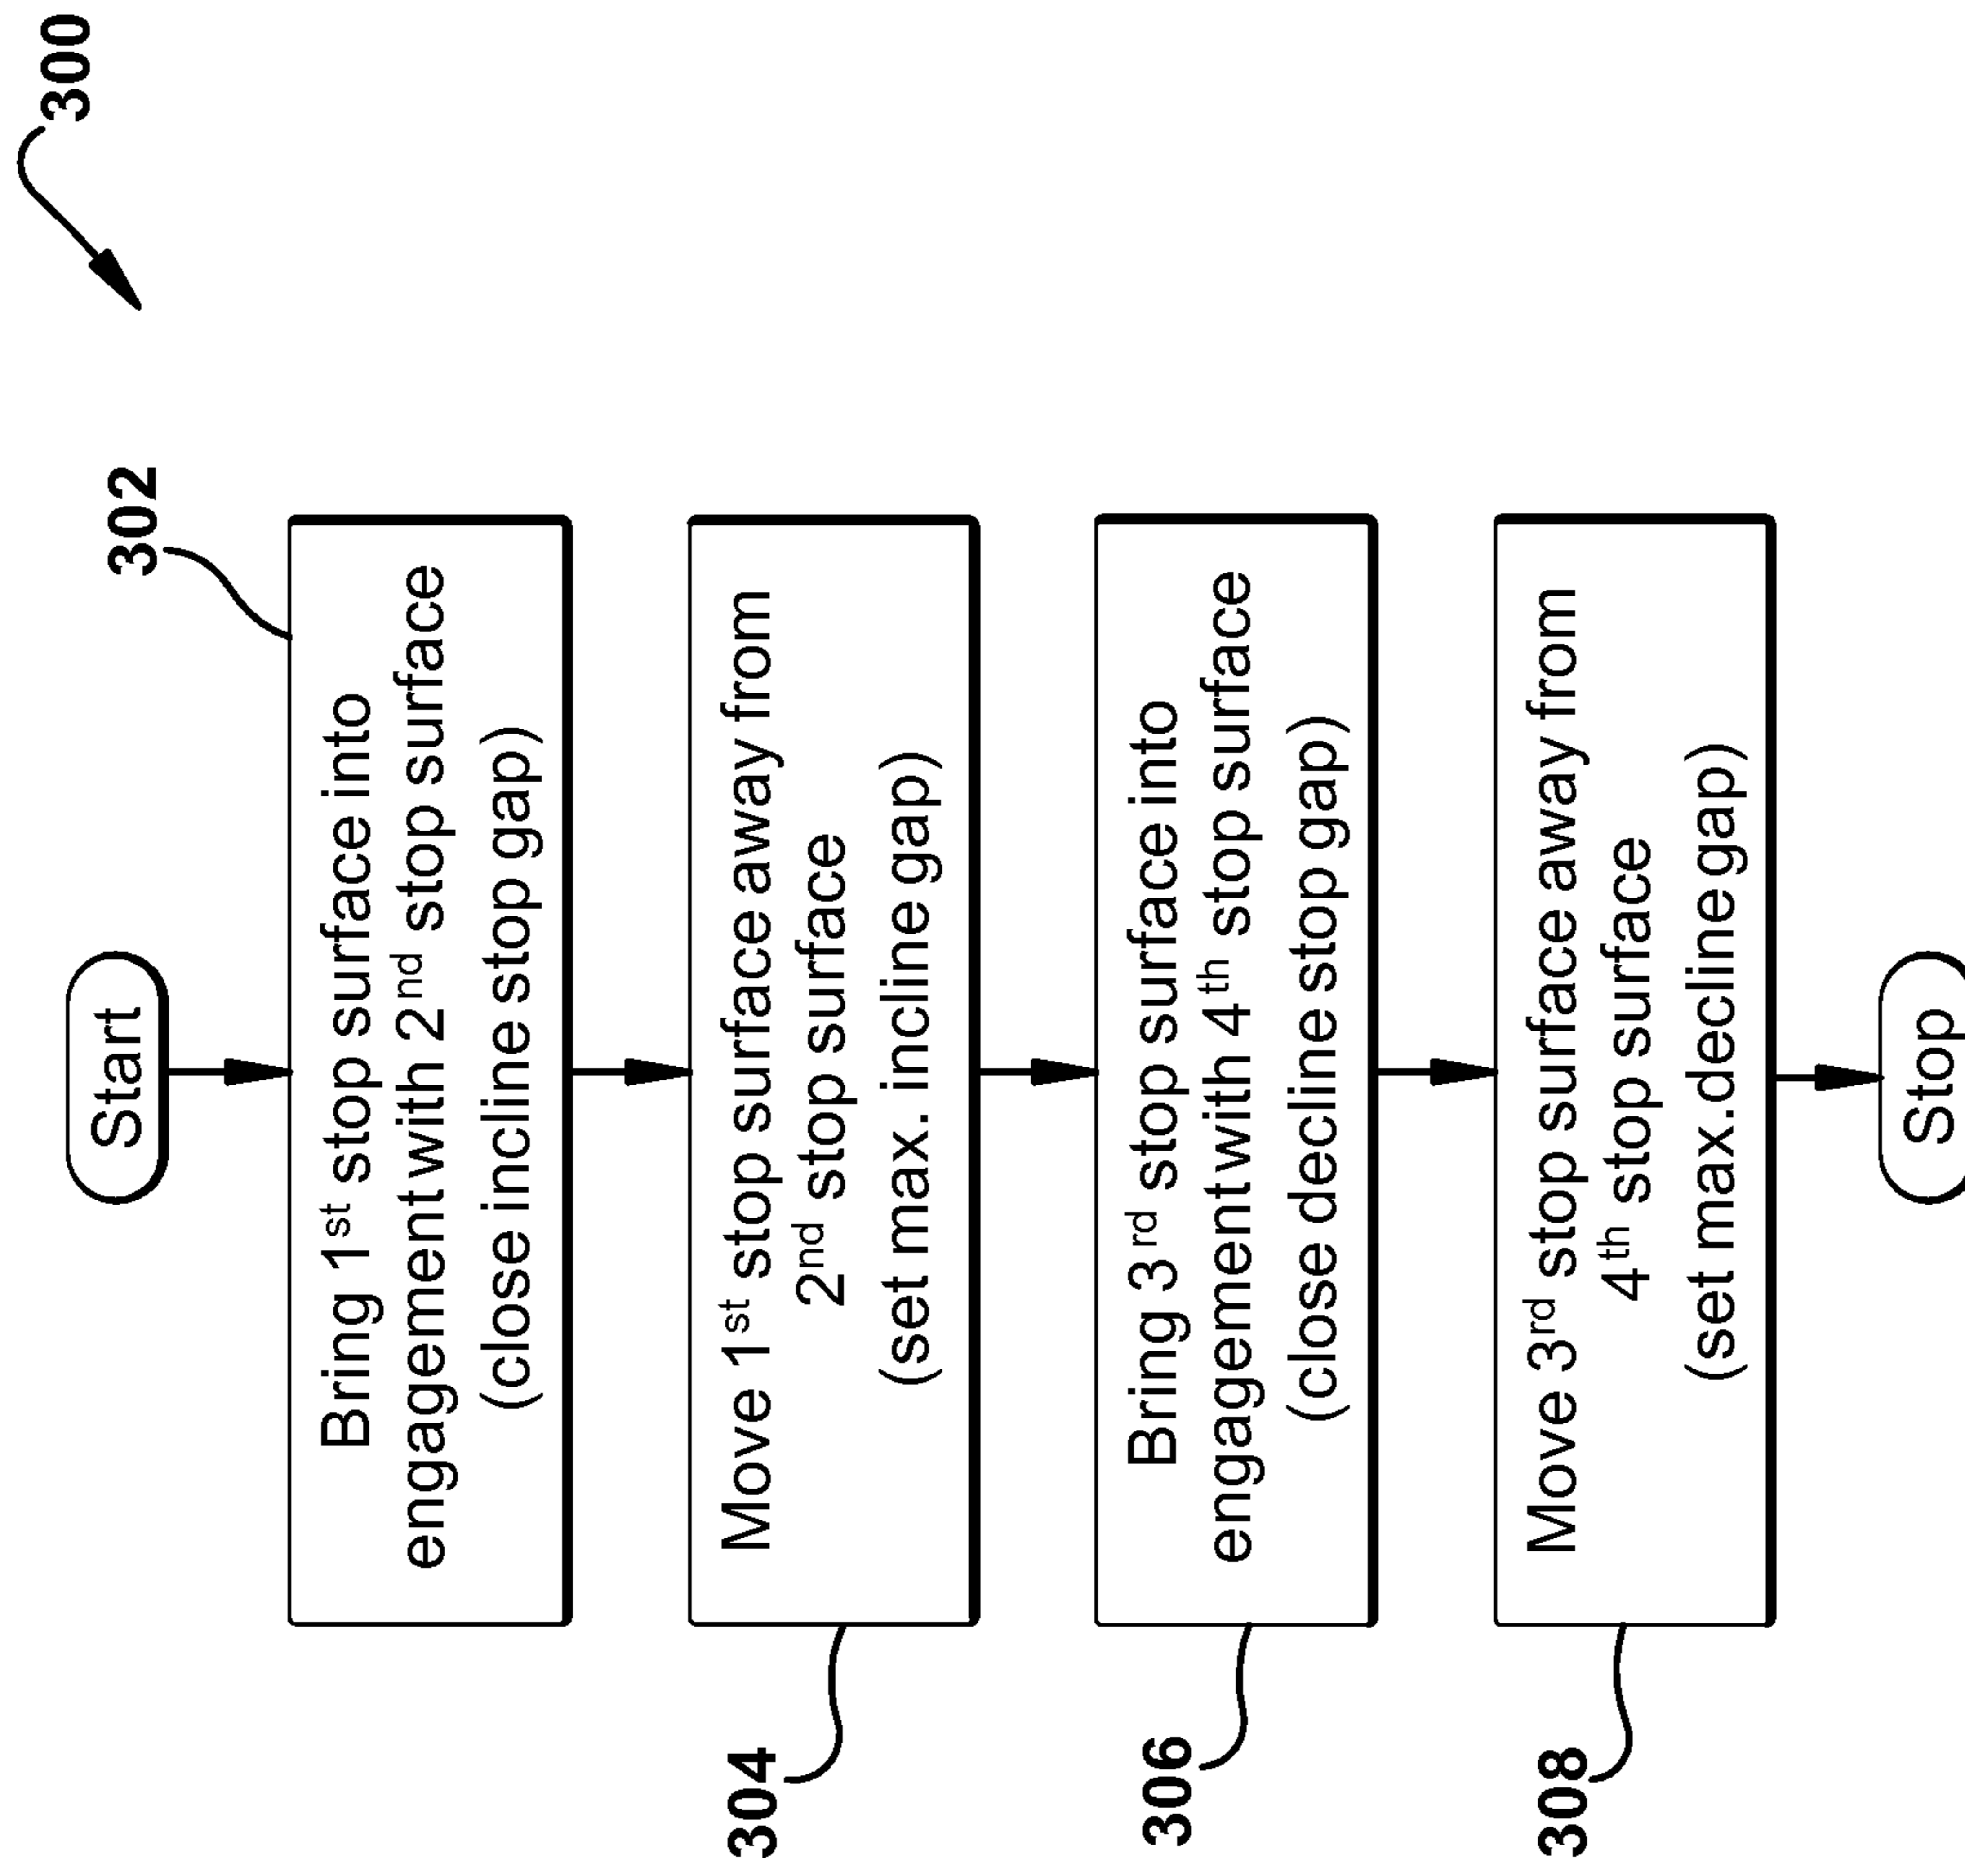 300
Start
302
Bring 1st stop surface into
engagement with 2nd stop surface
(close incline stop gap)
304
Move 1st stop surface away from
2nd stop surface
(set max. incline gap)
306
Bring 3rd stop surface into
engagement with 4th stop surface
(close decline stop gap)
308
Move 3rd stop surface away from
4th stop surface
(set max.decline gap)
Stop